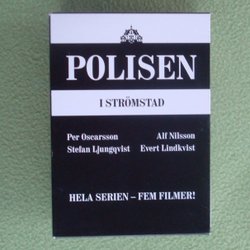 POLISEN
I STRÖMSTAD
Per Oscarsson Alf Nilsson
Stefan Ljungqvist Evert Lindkvist
HELA SERIEN – FEM FILMER!